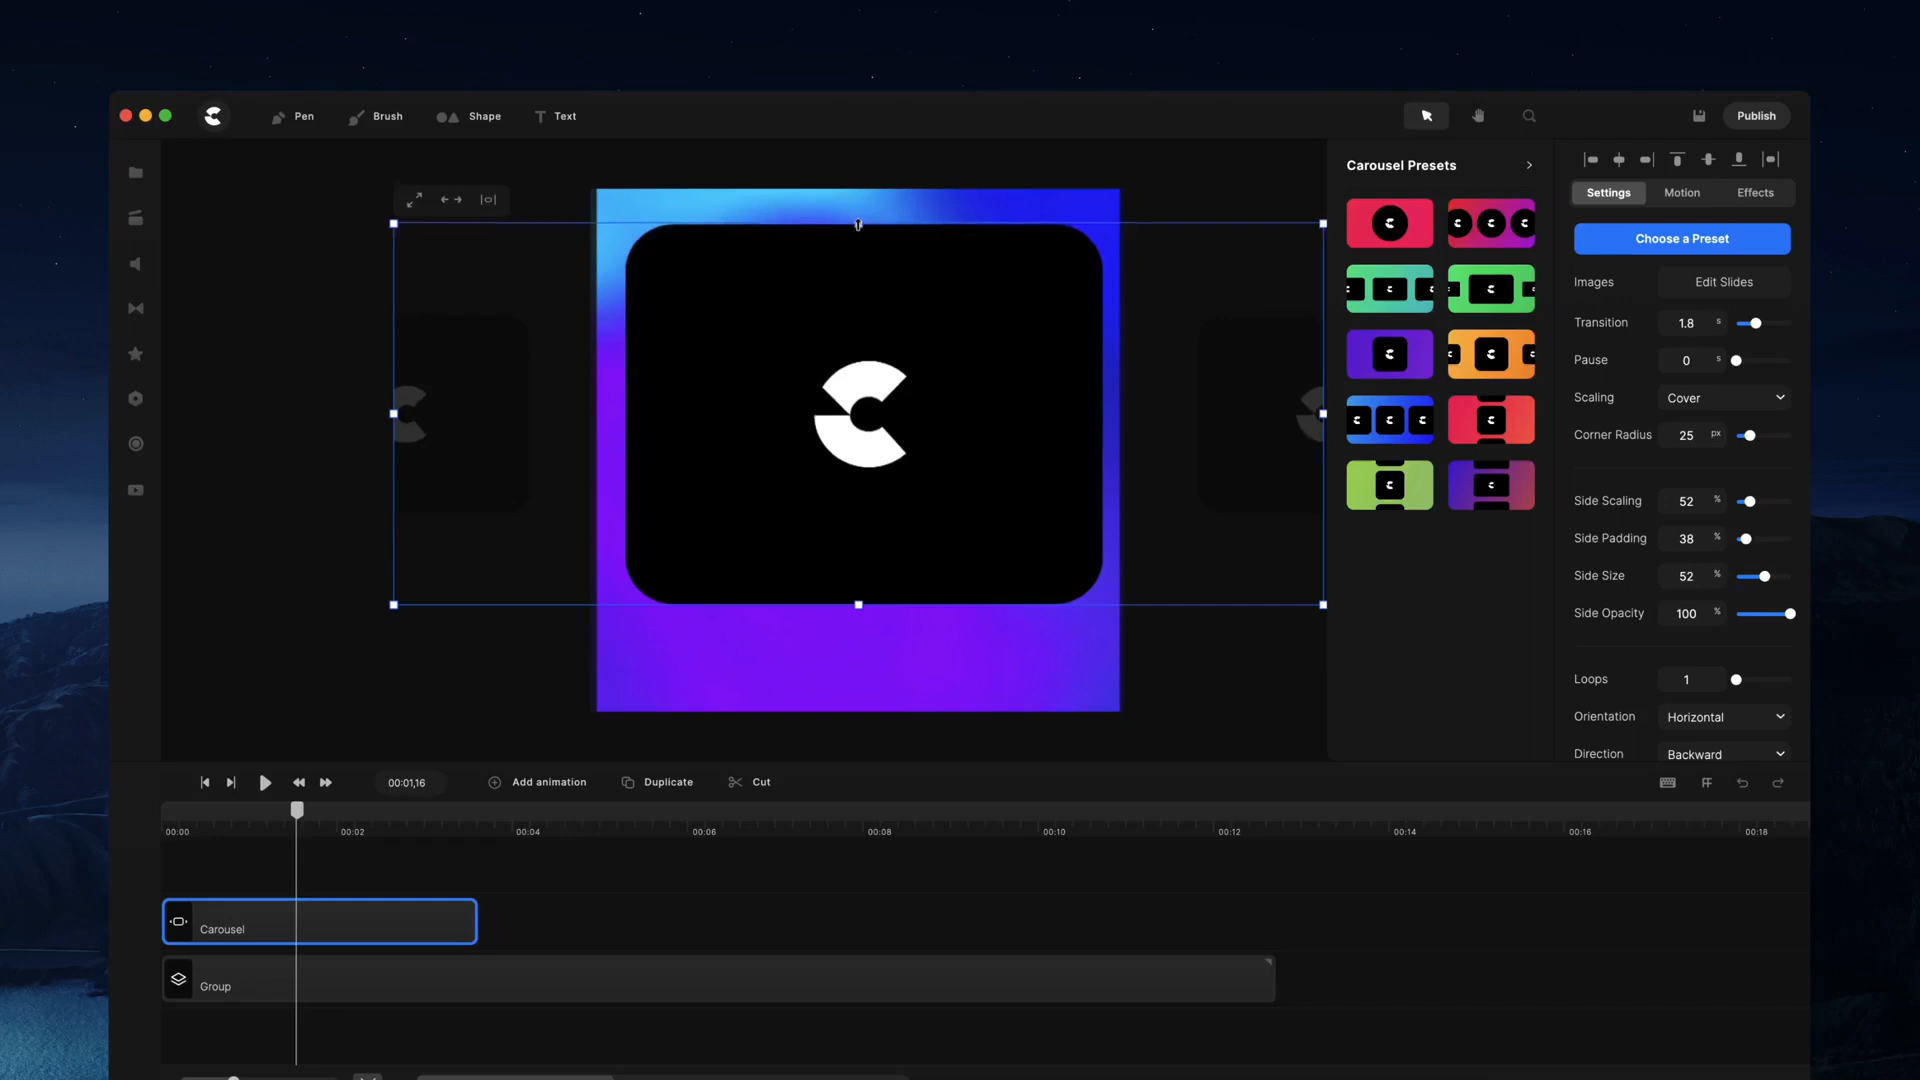 Pen
Brush
Shape
Text
Publish
Carousel Presets
Settings
Motion
Effects
Choose a Preset
Images
Edit Slides
Transition
1.8
s
Pause
0
s
Scaling
Cover
Corner Radius
25
px
Side Scaling
52
%
Side Padding
38
%
Side Size
52
%
Side Opacity
100
%
Loops
1
Orientation
Horizontal
Direction
Backward
00:01,16
Add animation
Duplicate
Cut
00:00
00:02
00:04
00:06
00:08
00:10
00:12
00:14
00:16
00:18
Carousel
Group